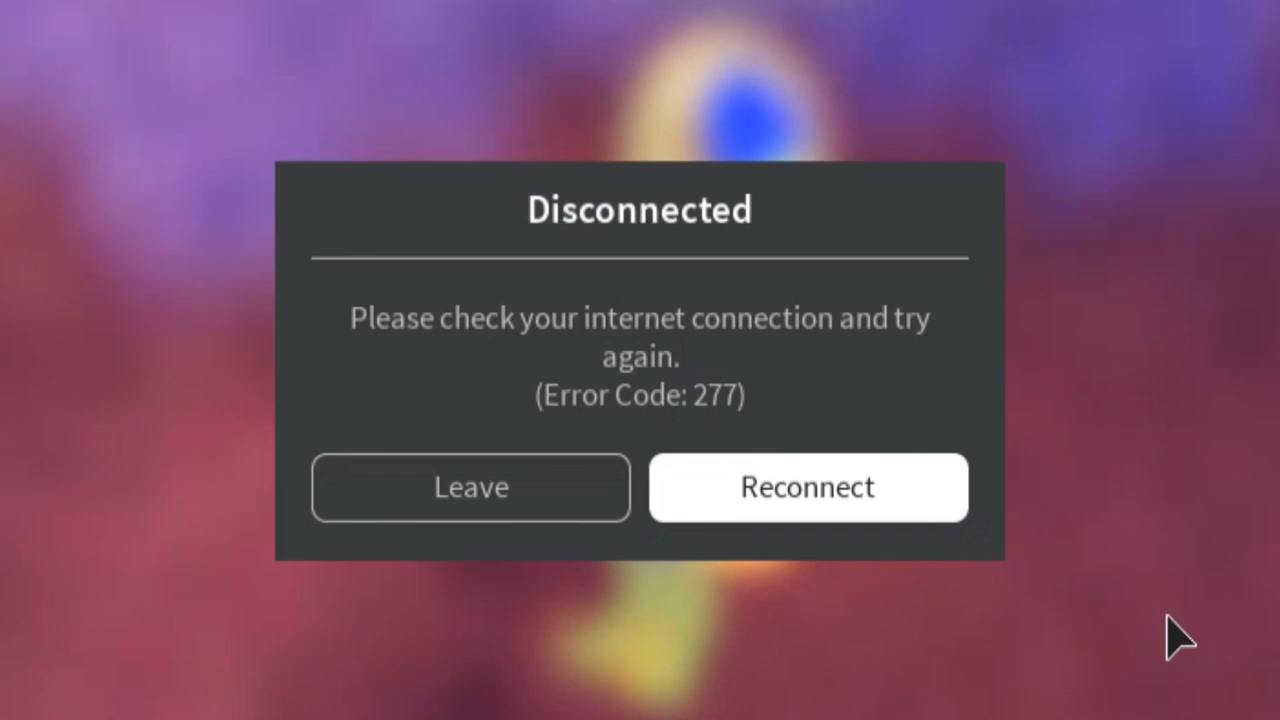 Disconnected
Please check your internet connection and try
again.
(Error Code: 277)
Leave
Reconnect